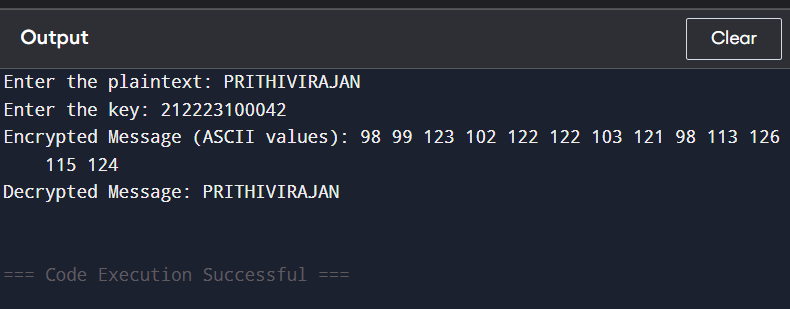 Output
Clear
Enter the plaintext: PRITHIVIRAJAN
Enter the key: 212223100042
Encrypted Message (ASCII values): 98 99 123 102 122 122 103 121 98 113 126
115 124
Decrypted Message: PRITHIVIRAJAN
=== Code Execution Successful ===